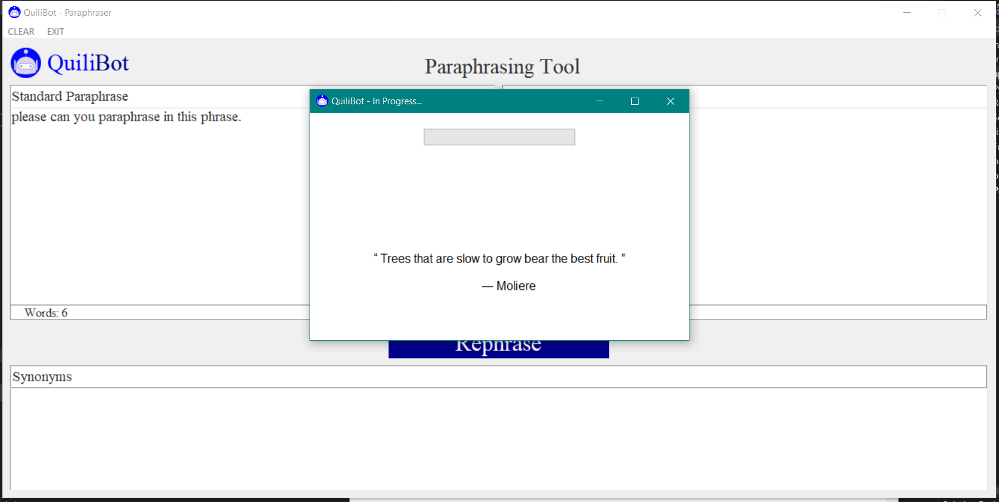 QuiliBot - Paraphraser
CLEAR EXIT
QuiliBot
Paraphrasing Tool
Standard Paraphrase
please can you paraphrase in this phrase.
QuiliBot - In Progress...
“ Trees that are slow to grow bear the best fruit. ”
— Moliere
Words: 6
Rephrase
Synonyms